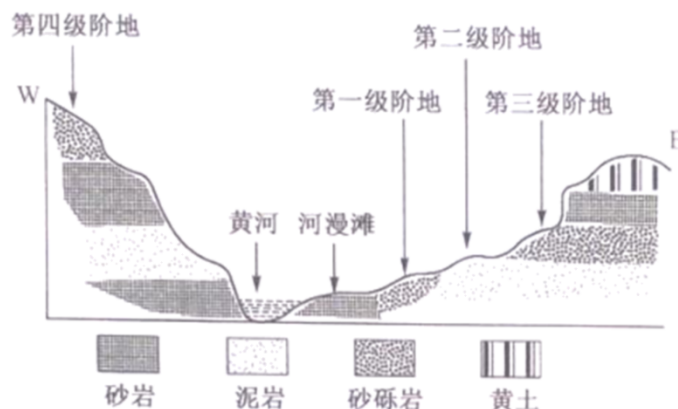 第四级阶地
第二级阶地
W
第一级阶地
第三级阶地
E
黄河
河漫滩
砂岩
泥岩
砂砾岩
黄土